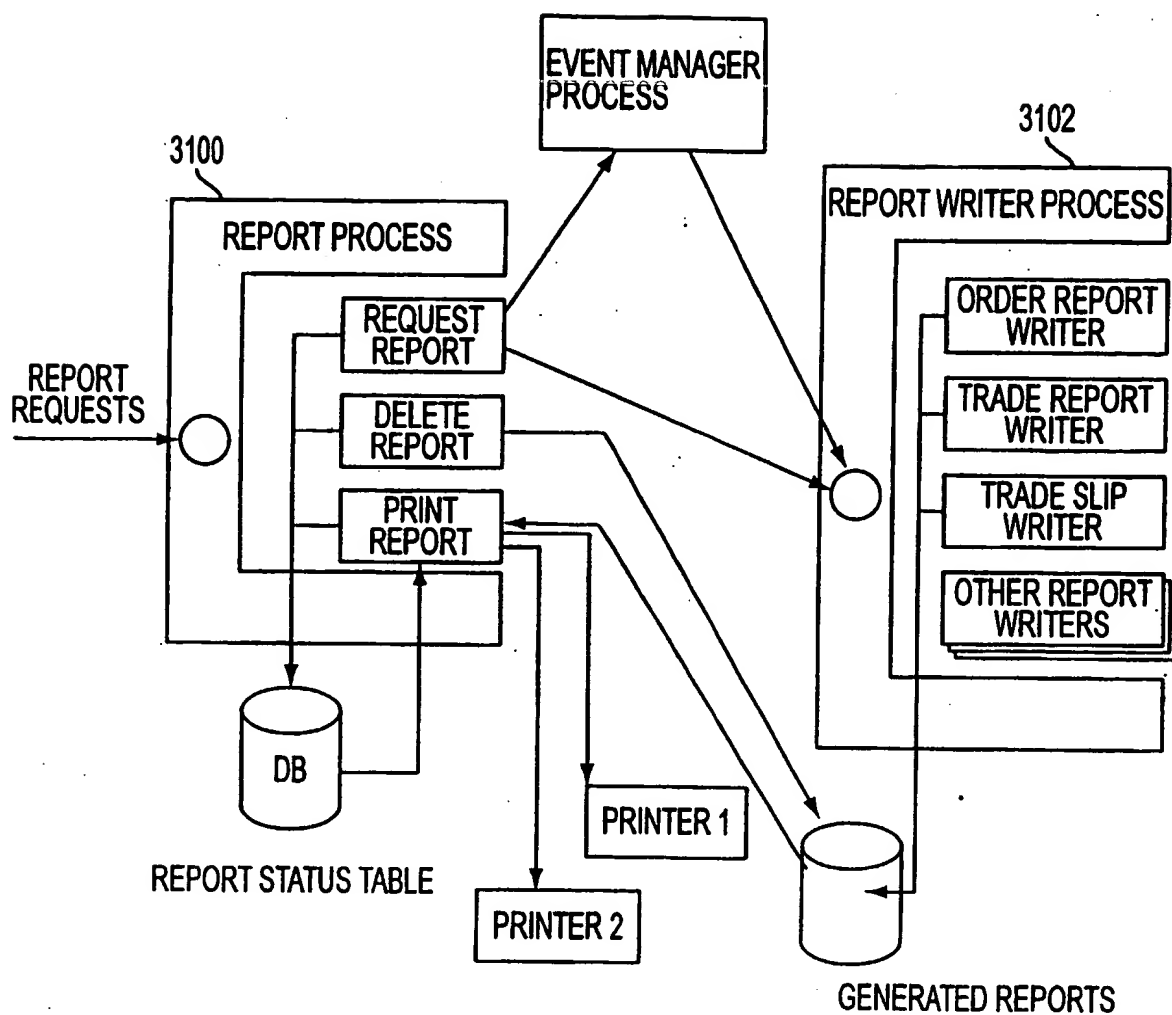 EVENT MANAGER
PROCESS
3100
3102
REPORT PROCESS
REPORT WRITER PROCESS
REQUEST
REPORT
ORDER REPORT
WRITER
REPORT
REQUESTS
DELETE
REPORT
TRADE REPORT
WRITER
PRINT
REPORT
TRADE SLIP
WRITER
OTHER REPORT
WRITERS
DB
PRINTER 1
REPORT STATUS TABLE
PRINTER 2
GENERATED REPORTS